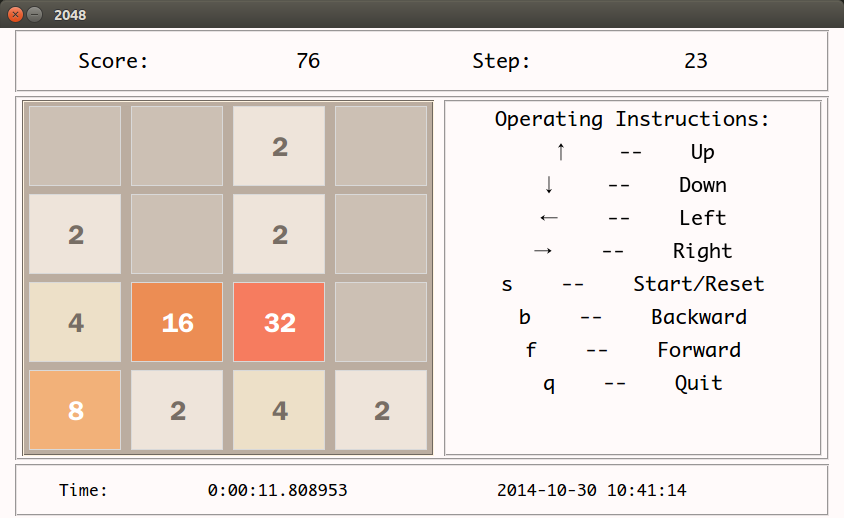 2048
Score: 76 Step: 23
2
2 2
4 16 32
8 2 4 2
Operating Instructions:
↑ -- Up
↓ -- Down
← -- Left
→ -- Right
s -- Start/Reset
b -- Backward
f -- Forward
q -- Quit
Time: 0:00:11.808953 2014-10-30 10:41:14